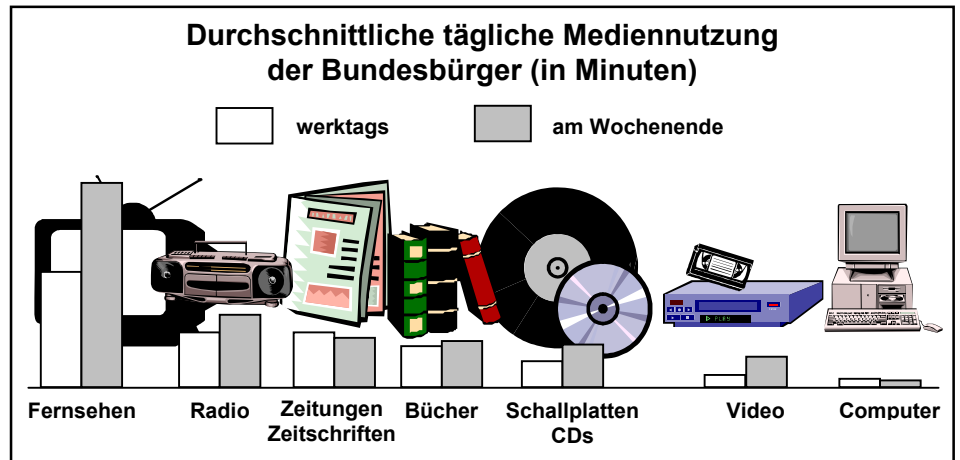 Durchschnittliche tägliche Mediennutzung
der Bundesbürger (in Minuten)
werktags
am Wochenende
PLAY
Fernsehen
Radio
Zeitungen
Zeitschriften
Bücher
Schallplatten
CDs
Video
Computer